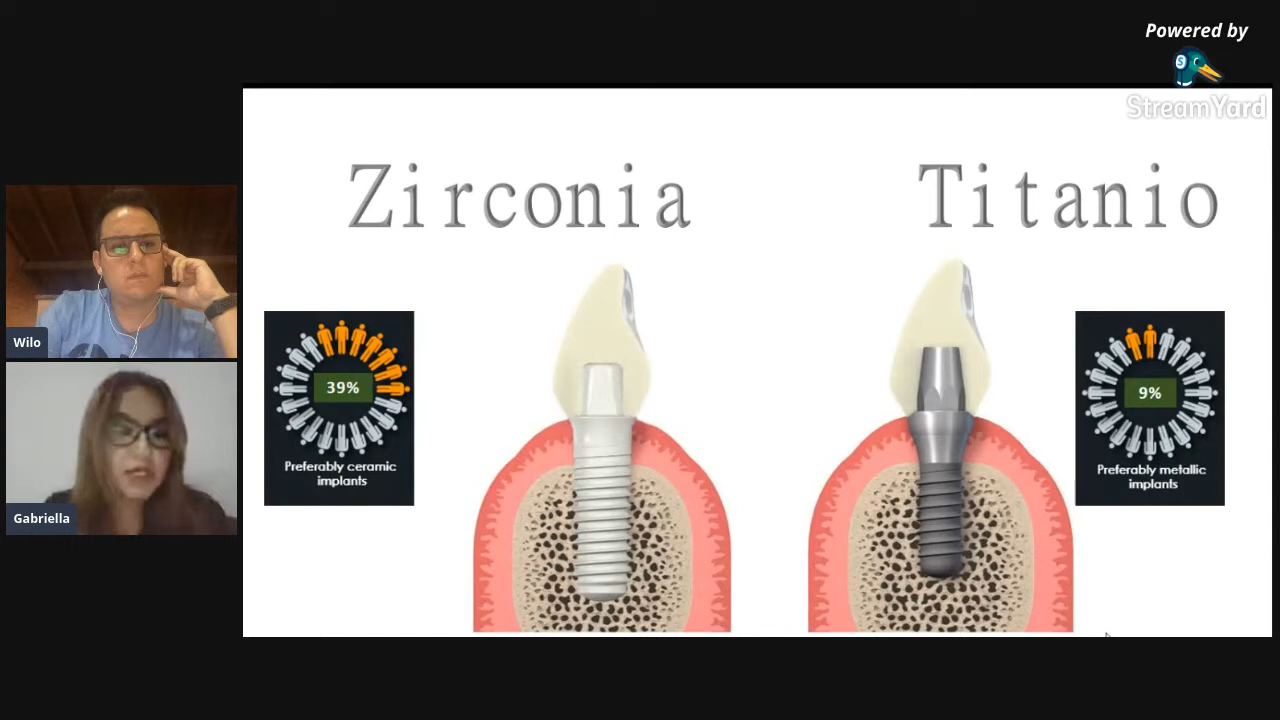 Powered by
StreamYard
Zirconia
Titanio
39%
Preferably ceramic
implants
9%
Preferably metallic
implants
Wilo
Gabriella